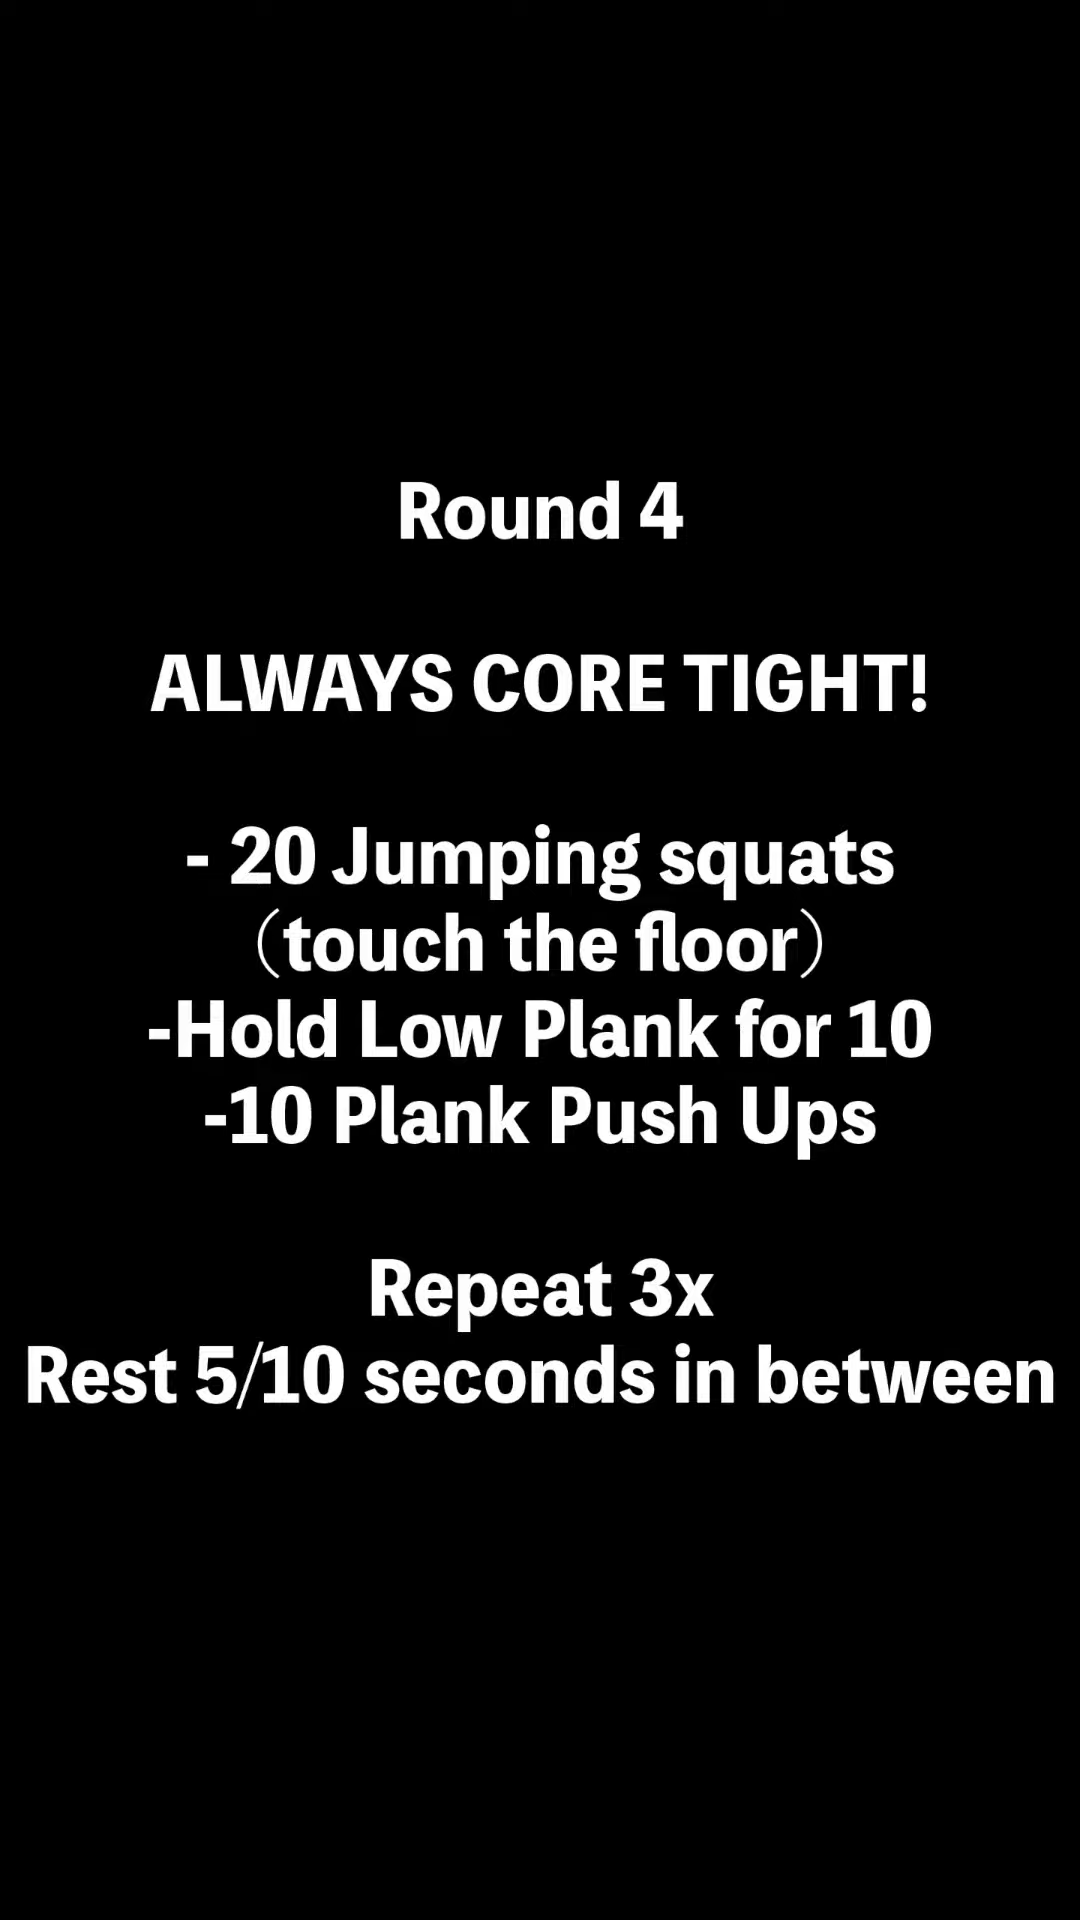 Round 4
ALWAYS CORE TIGHT!
- 20 Jumping squats
（touch the floor）
-Hold Low Plank for 10
-10 Plank Push Ups
Repeat 3x
Rest 5/10 seconds in between